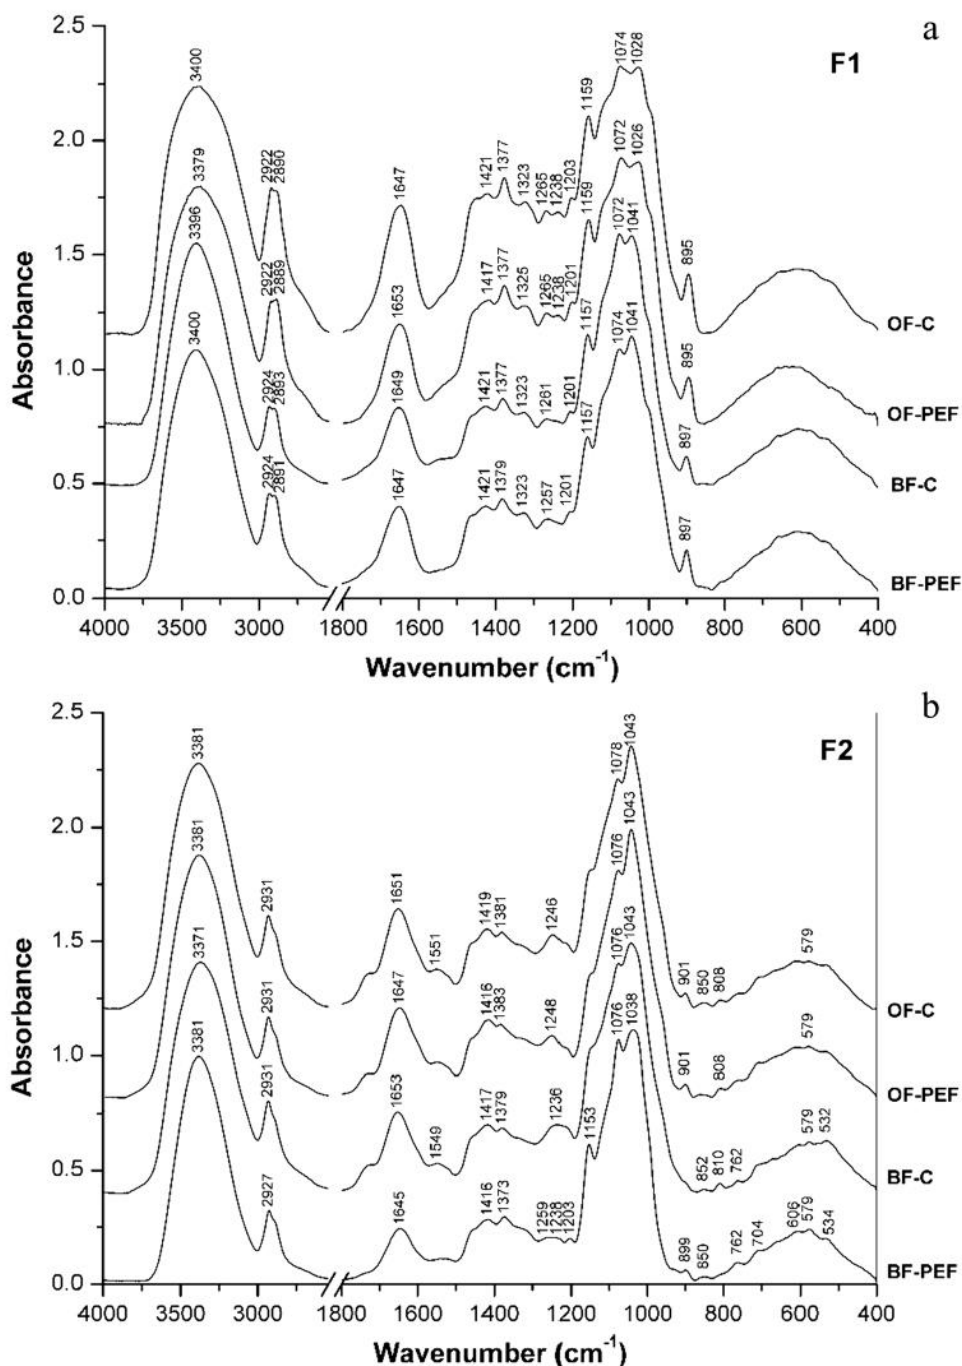 a
F1
Absorbance
2.5
2.0
1.5
1.0
0.5
0.0
3400 2922 2890 1647 1421 1377 1323 1265 1238 1203 1159 1074 1028 895 OF-C
3379 2922 2889 1653 1417 1377 1325 1265 1238 1201 1159 1072 1026 895 OF-PEF
3396 2924 2893 1649 1421 1377 1323 1261 1201 1157 1072 1041 897 BF-C
3400 2924 2891 1647 1421 1379 1323 1257 1201 1157 1074 1041 897 BF-PEF
4000 3500 3000 1800 1600 1400 1200 1000 800 600 400
Wavenumber (cm⁻¹)
b
F2
Absorbance
2.5
2.0
1.5
1.0
0.5
0.0
3381 2931 1651 1551 1419 1381 1246 1078 1043 901 850 808 579 OF-C
3381 2931 1647 1416 1383 1248 1076 1043 901 808 579 OF-PEF
3371 2931 1653 1549 1417 1379 1236 1076 1043 852 810 762 579 532 BF-C
3381 2927 1645 1416 1373 1259 1238 1203 1153 1076 1038 899 850 762 704 606 579 534 BF-PEF
4000 3500 3000 1800 1600 1400 1200 1000 800 600 400
Wavenumber (cm⁻¹)